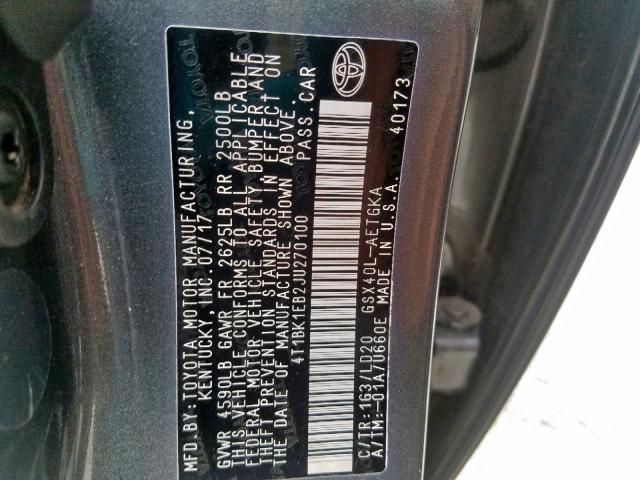 MFD.BY: TOYOTA MOTOR MANUFACTURING,
KENTUCKY, INC. 07/17
GVWR 4590LB GAWR FR 2625LB RR 2500LB
THIS VEHICLE CONFORMS TO ALL APPLICABLE
FEDERAL MOTOR VEHICLE SAFETY, BUMPER, AND
THEFT PREVENTION STANDARDS IN EFFECT ON
THE DATE OF MANUFACTURE SHOWN ABOVE.
4T1BK1EB2JU270100 PASS. CAR
C/TR:1G3/LD20 GSX40L-AETGKA
A/TM:-01A/U660E MADE IN U.S.A.
40173